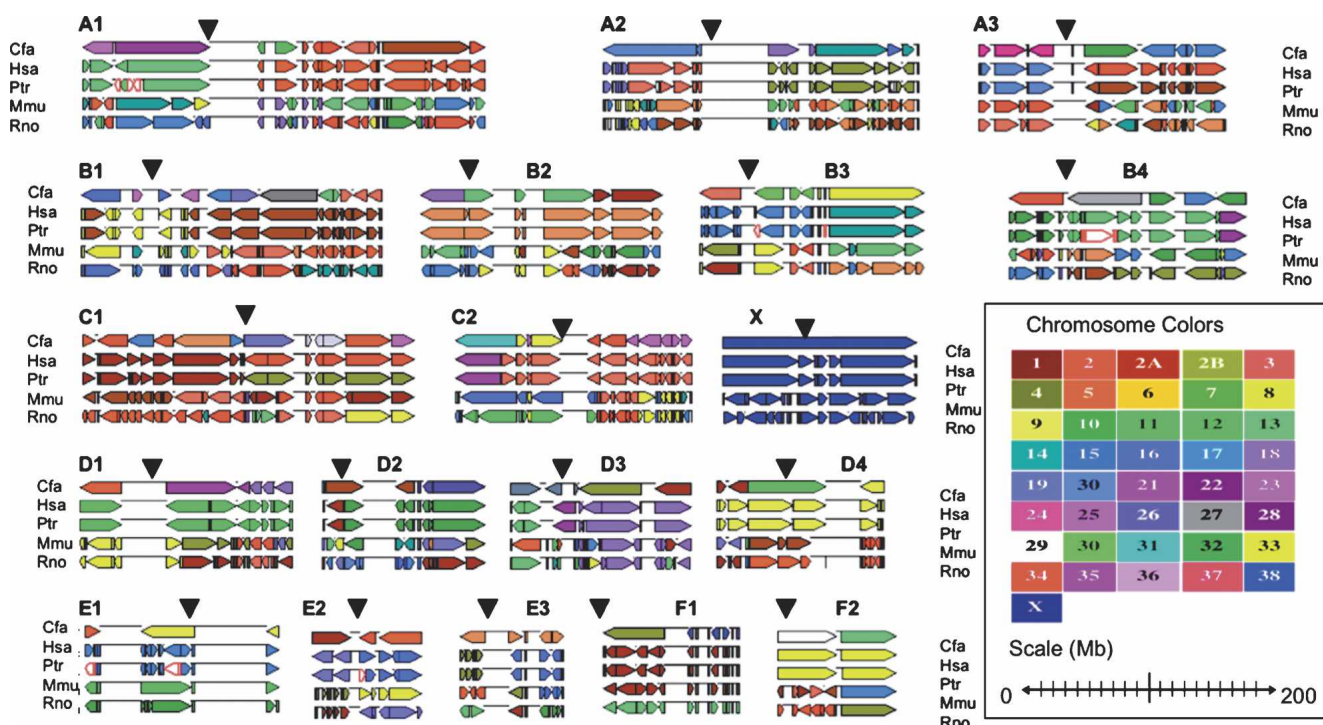 A1 A2 A3
Cfa Cfa
Hsa Hsa
Ptr Ptr
Mmu Mmu
Rno Rno
B1 B2 B3 B4
Cfa Cfa
Hsa Hsa
Ptr Ptr
Mmu Mmu
Rno Rno
C1 C2 X
Cfa Cfa
Hsa Hsa
Ptr Ptr
Mmu Mmu
Rno Rno
D1 D2 D3 D4
Cfa Cfa
Hsa Hsa
Ptr Ptr
Mmu Mmu
Rno Rno
E1 E2 E3 F1 F2
Cfa Cfa
Hsa Hsa
Ptr Ptr
Mmu Mmu
Rno Rno
Chromosome Colors
1 2 2A 2B 3
4 5 6 7 8
9 10 11 12 13
14 15 16 17 18
19 30 21 22 23
24 25 26 27 28
29 30 31 32 33
34 35 36 37 38
X
Scale (Mb)
0 200